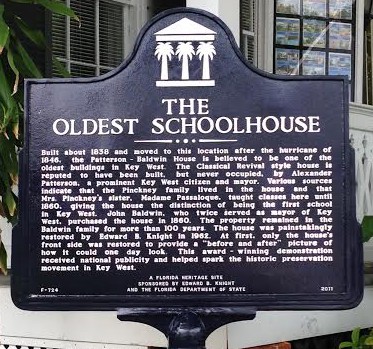 THE
OLDEST SCHOOLHOUSE
Built about 1838 and moved to this location after the hurricane of
1846, the Patterson-Baldwin House is believed to be one of the
oldest buildings in Key West. The Classical Revival style house is
reputed to have been built, but never occupied, by Alexander
Patterson, a prominent Key West citizen and mayor. Various sources
indicate that the Pinckney family lived in the house and that
Mrs. Pinckney's sister, Madame Passaloque, taught classes here until
1860, giving the house the distinction of being the first school
in Key West. John Baldwin, who twice served as mayor of Key
West, purchased the house in 1860. The property remained in the
Baldwin family for more than 100 years. The house was painstakingly
restored by Edward B. Knight in 1962. At first, only the house's
front side was restored to provide a "before and after" picture of
how it could one day look. This award-winning demonstration
received national publicity and helped spark the historic preservation
movement in Key West.
A FLORIDA HERITAGE SITE
SPONSORED BY EDWARD B. KNIGHT
F-724 AND THE FLORIDA DEPARTMENT OF STATE 2011